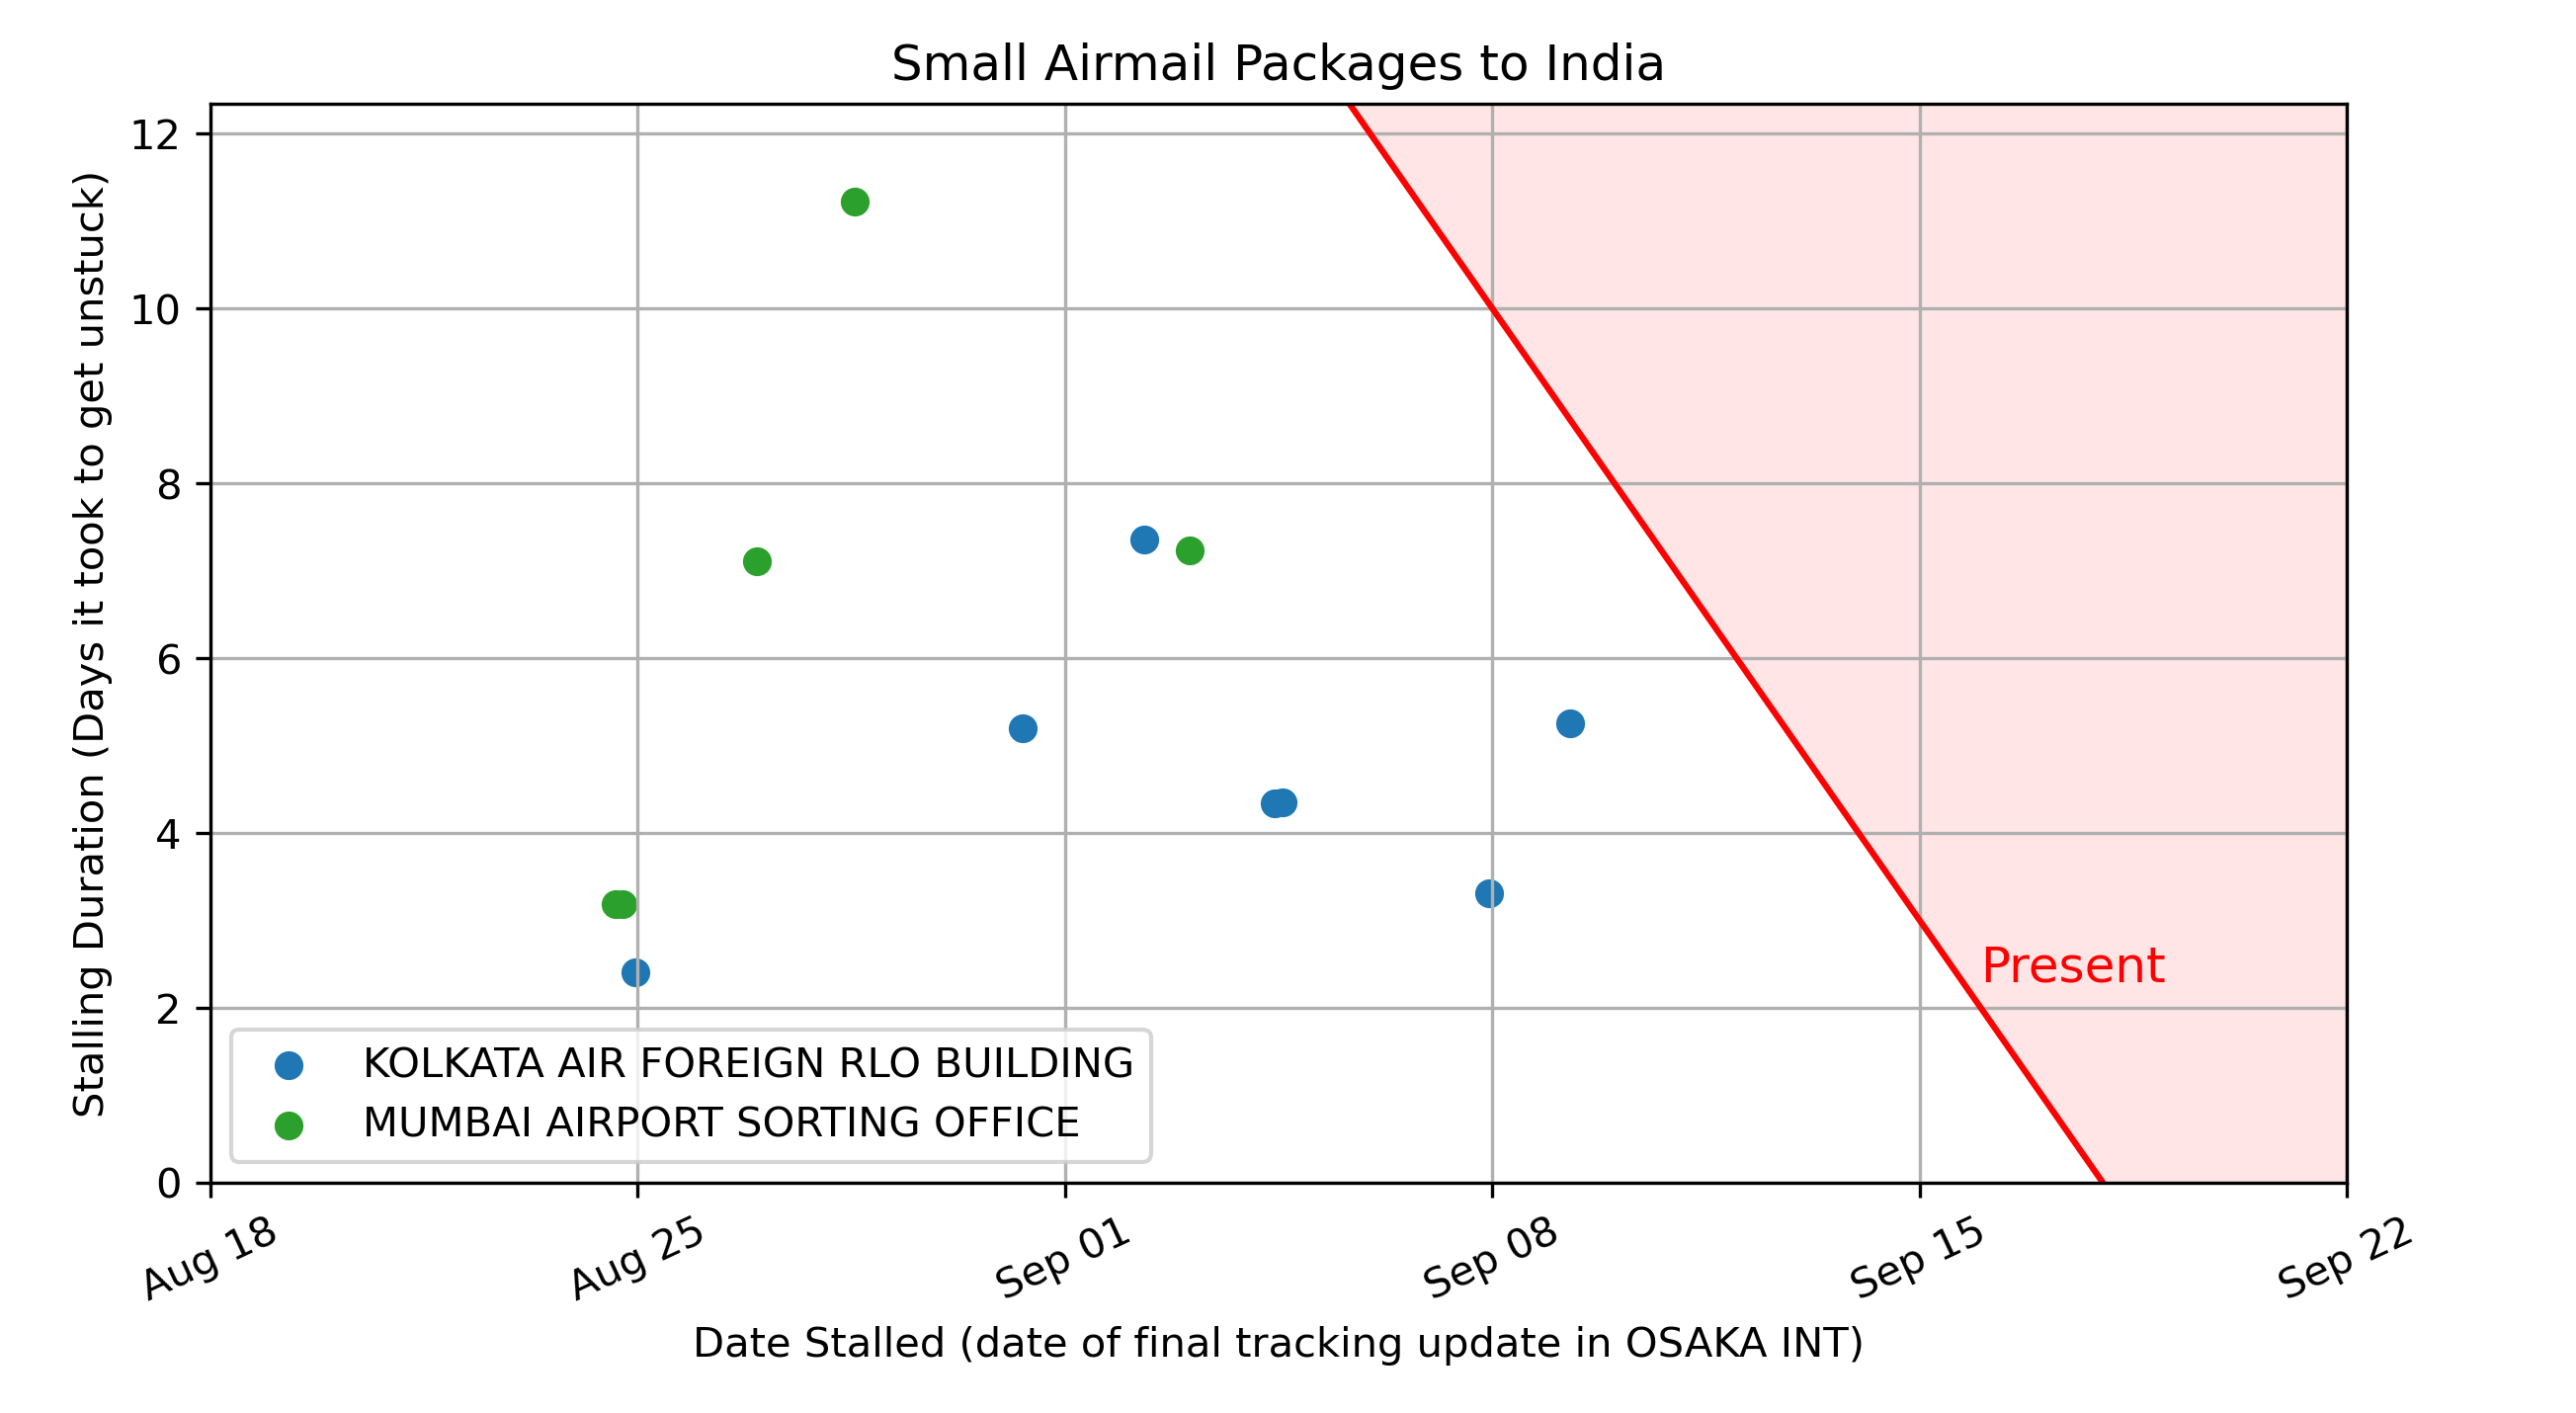 Small Airmail Packages to India
Stalling Duration (Days it took to get unstuck)
12
10
8
6
4
2
0
Present
KOLKATA AIR FOREIGN RLO BUILDING
MUMBAI AIRPORT SORTING OFFICE
Aug 18
Aug 25
Sep 01
Sep 08
Sep 15
Sep 22
Date Stalled (date of final tracking update in OSAKA INT)